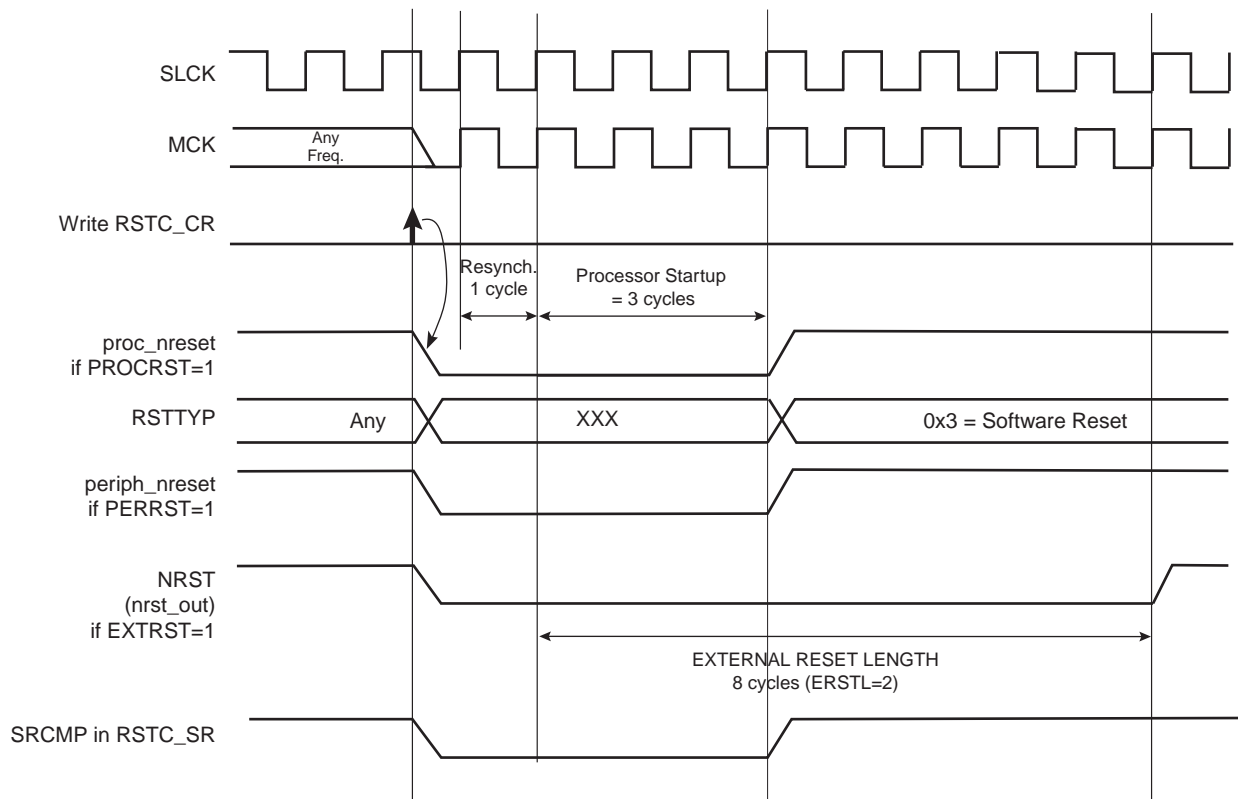 SLCK
MCK
Any
Freq.
Write RSTC_CR
Resynch.
1 cycle
Processor Startup
= 3 cycles
proc_nreset
if PROCRST=1
RSTTYP
Any
XXX
0x3 = Software Reset
periph_nreset
if PERRST=1
NRST
(nrst_out)
if EXTRST=1
EXTERNAL RESET LENGTH
8 cycles (ERSTL=2)
SRCMP in RSTC_SR